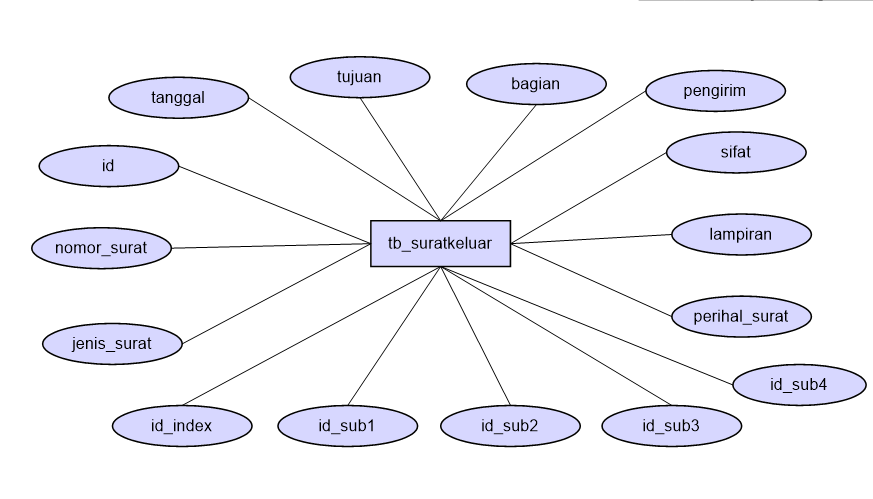 tujuan
bagian
pengirim
tanggal
sifat
id
lampiran
tb_suratkeluar
nomor_surat
perihal_surat
jenis_surat
id_sub4
id_index
id_sub1
id_sub2
id_sub3